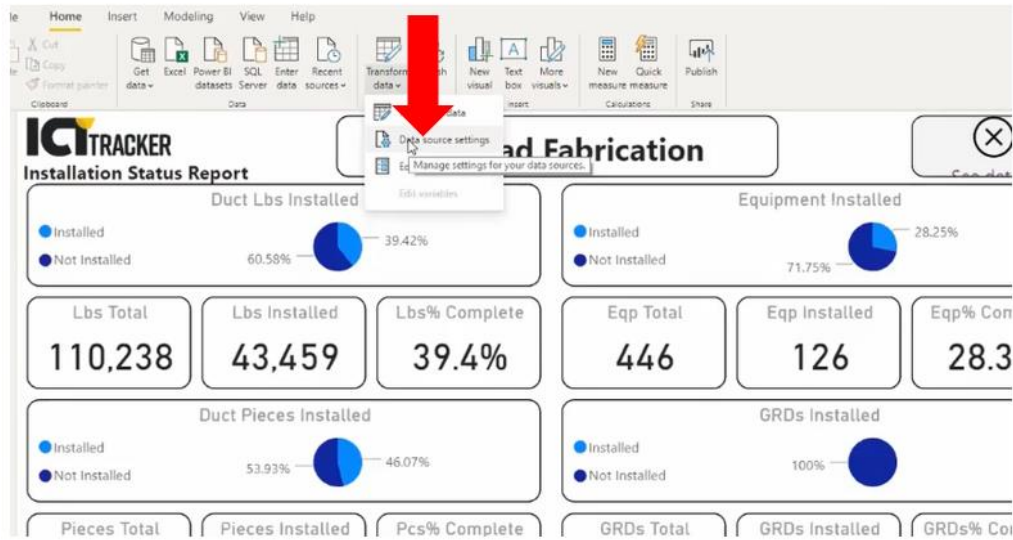 Home Insert Modeling View Help
Cut
Copy
Format painter
Get data
Excel
Power BI datasets
SQL Server
Enter data
Recent sources
Transform data
New visual
Text box
More visuals
New measure
Quick measure
Publish
Clipboard
Data
Insert
Calculations
Share
data
Data source settings
Manage settings for your data sources.
Edit variables
ICT TRACKER
Installation Status Report
ad Fabrication
Duct Lbs Installed
Installed
Not Installed
60.58%
39.42%
Equipment Installed
Installed
Not Installed
71.75%
28.25%
Lbs Total
110,238
Lbs Installed
43,459
Lbs% Complete
39.4%
Eqp Total
446
Eqp Installed
126
Eqp% Com
28.3
Duct Pieces Installed
Installed
Not Installed
53.93%
46.07%
GRDs Installed
Installed
Not Installed
100%
Pieces Total
Pieces Installed
Pcs% Complete
GRDs Total
GRDs Installed
GRDs% Co